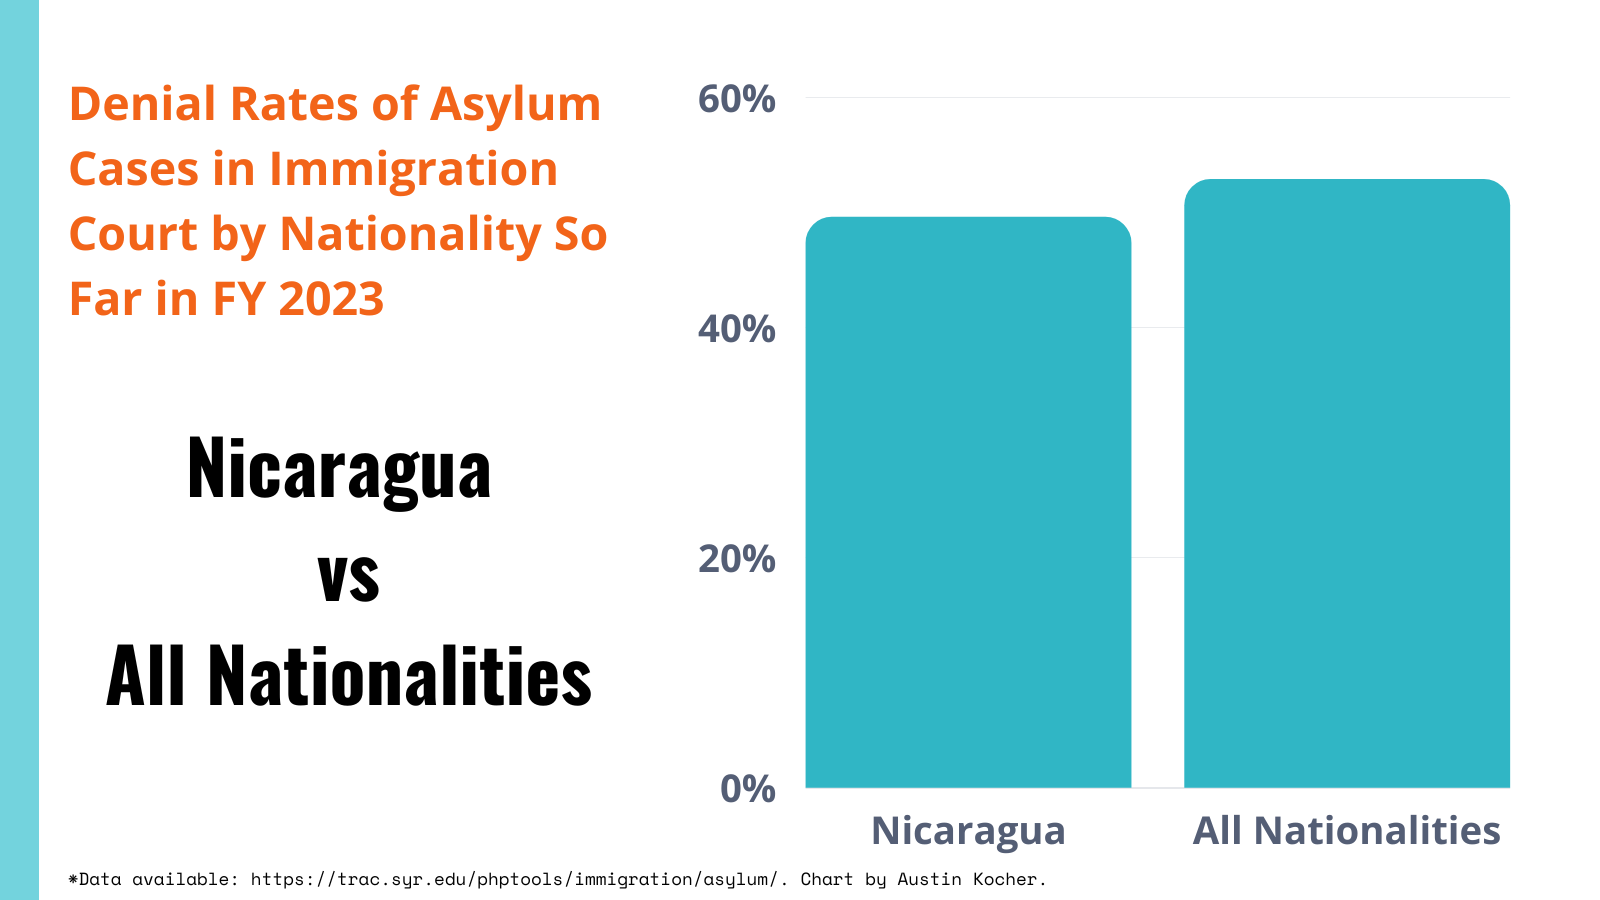 Denial Rates of Asylum
Cases in Immigration
Court by Nationality So
Far in FY 2023
Nicaragua
vs
All Nationalities
60%
40%
20%
0%
Nicaragua
All Nationalities
*Data available: https://trac.syr.edu/phptools/immigration/asylum/. Chart by Austin Kocher.